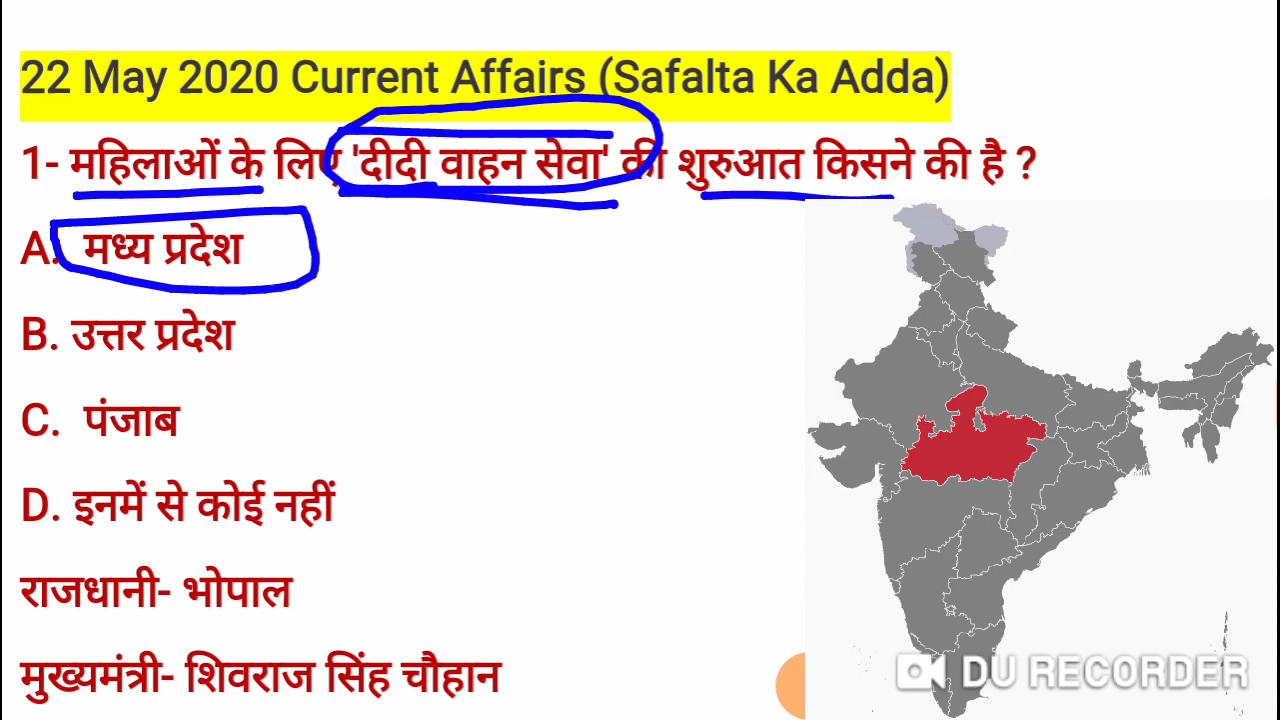 22 May 2020 Current Affairs (Safalta Ka Adda)
1- महिलाओं के लिए 'दीदी वाहन सेवा' की शुरुआत किसने की है ?
A. मध्य प्रदेश
B. उत्तर प्रदेश
C. पंजाब
D. इनमें से कोई नहीं
राजधानी- भोपाल
मुख्यमंत्री- शिवराज सिंह चौहान
DU RECORDER